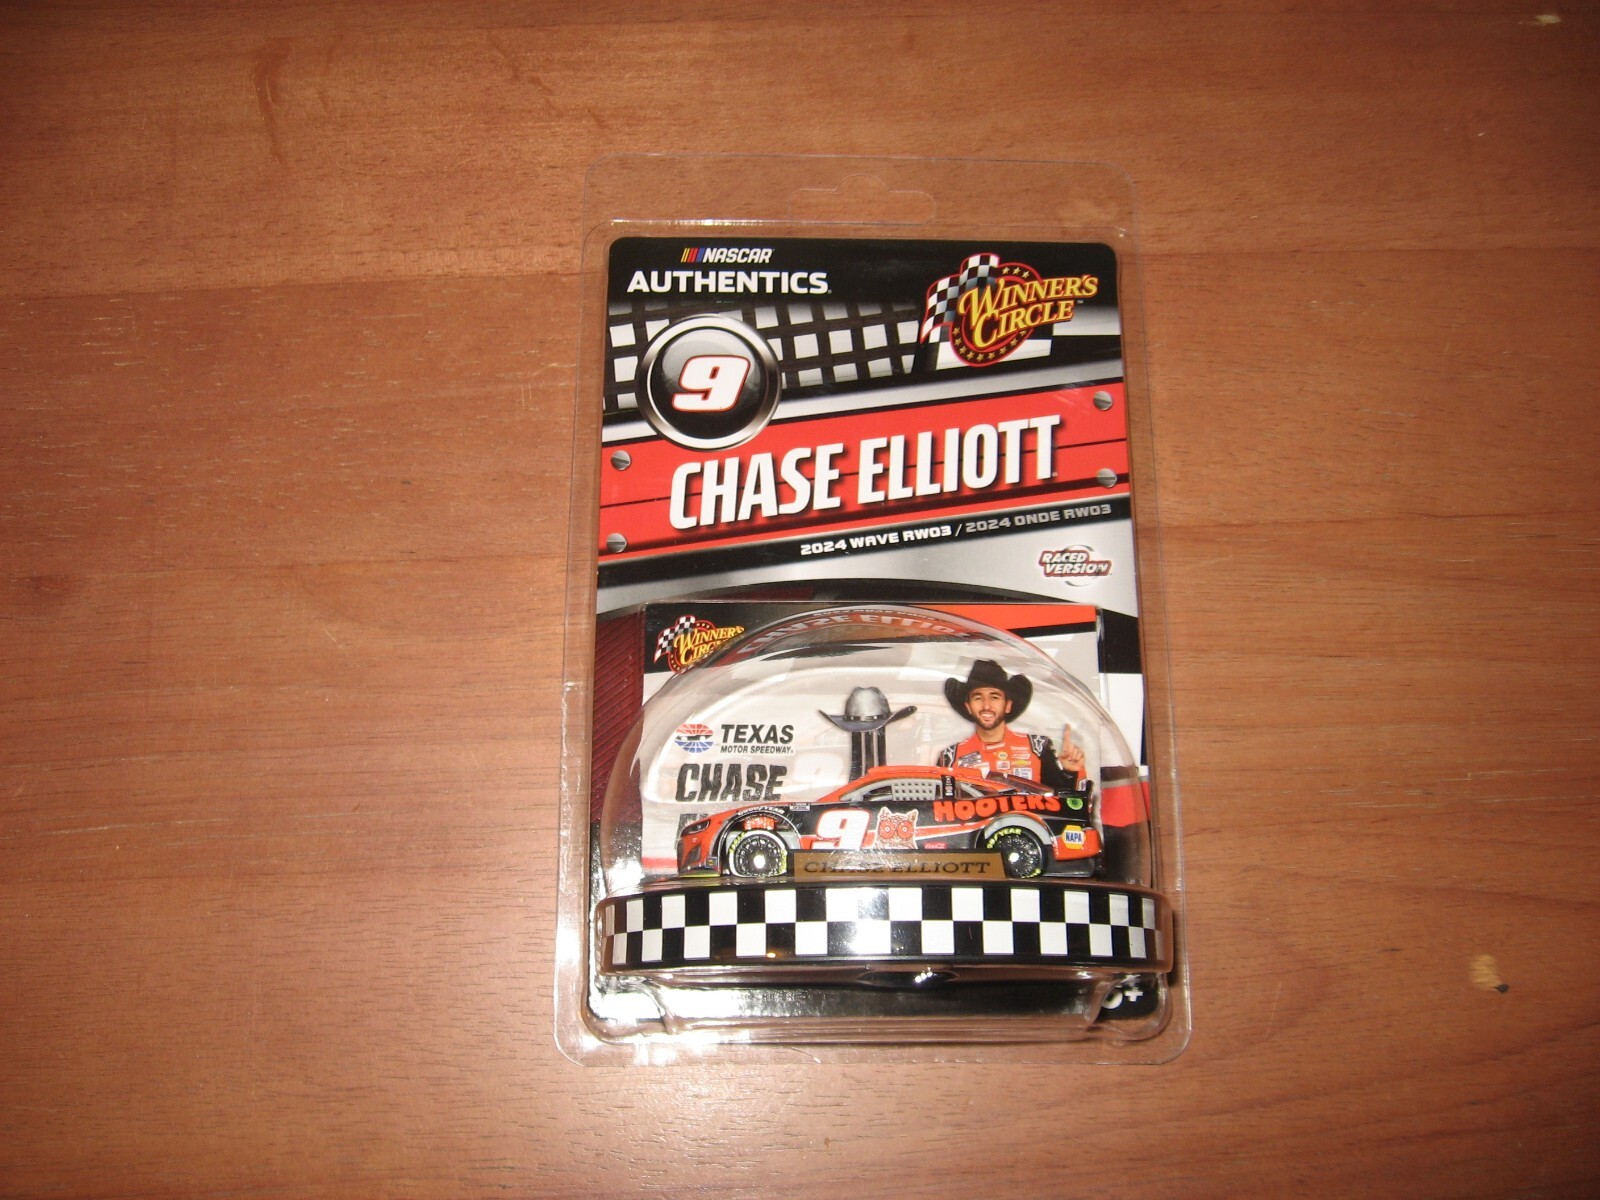 NASCAR
AUTHENTICS
WINNER'S
CIRCLE
9
CHASE ELLIOTT
2024 WAVE RW03 / 2024 ONDE RW03
RACED
VERSION
WINNER'S
TEXAS
MOTOR SPEEDWAY
CHASE
HOOTERS
9
NAPA
CHASE ELLIOTT